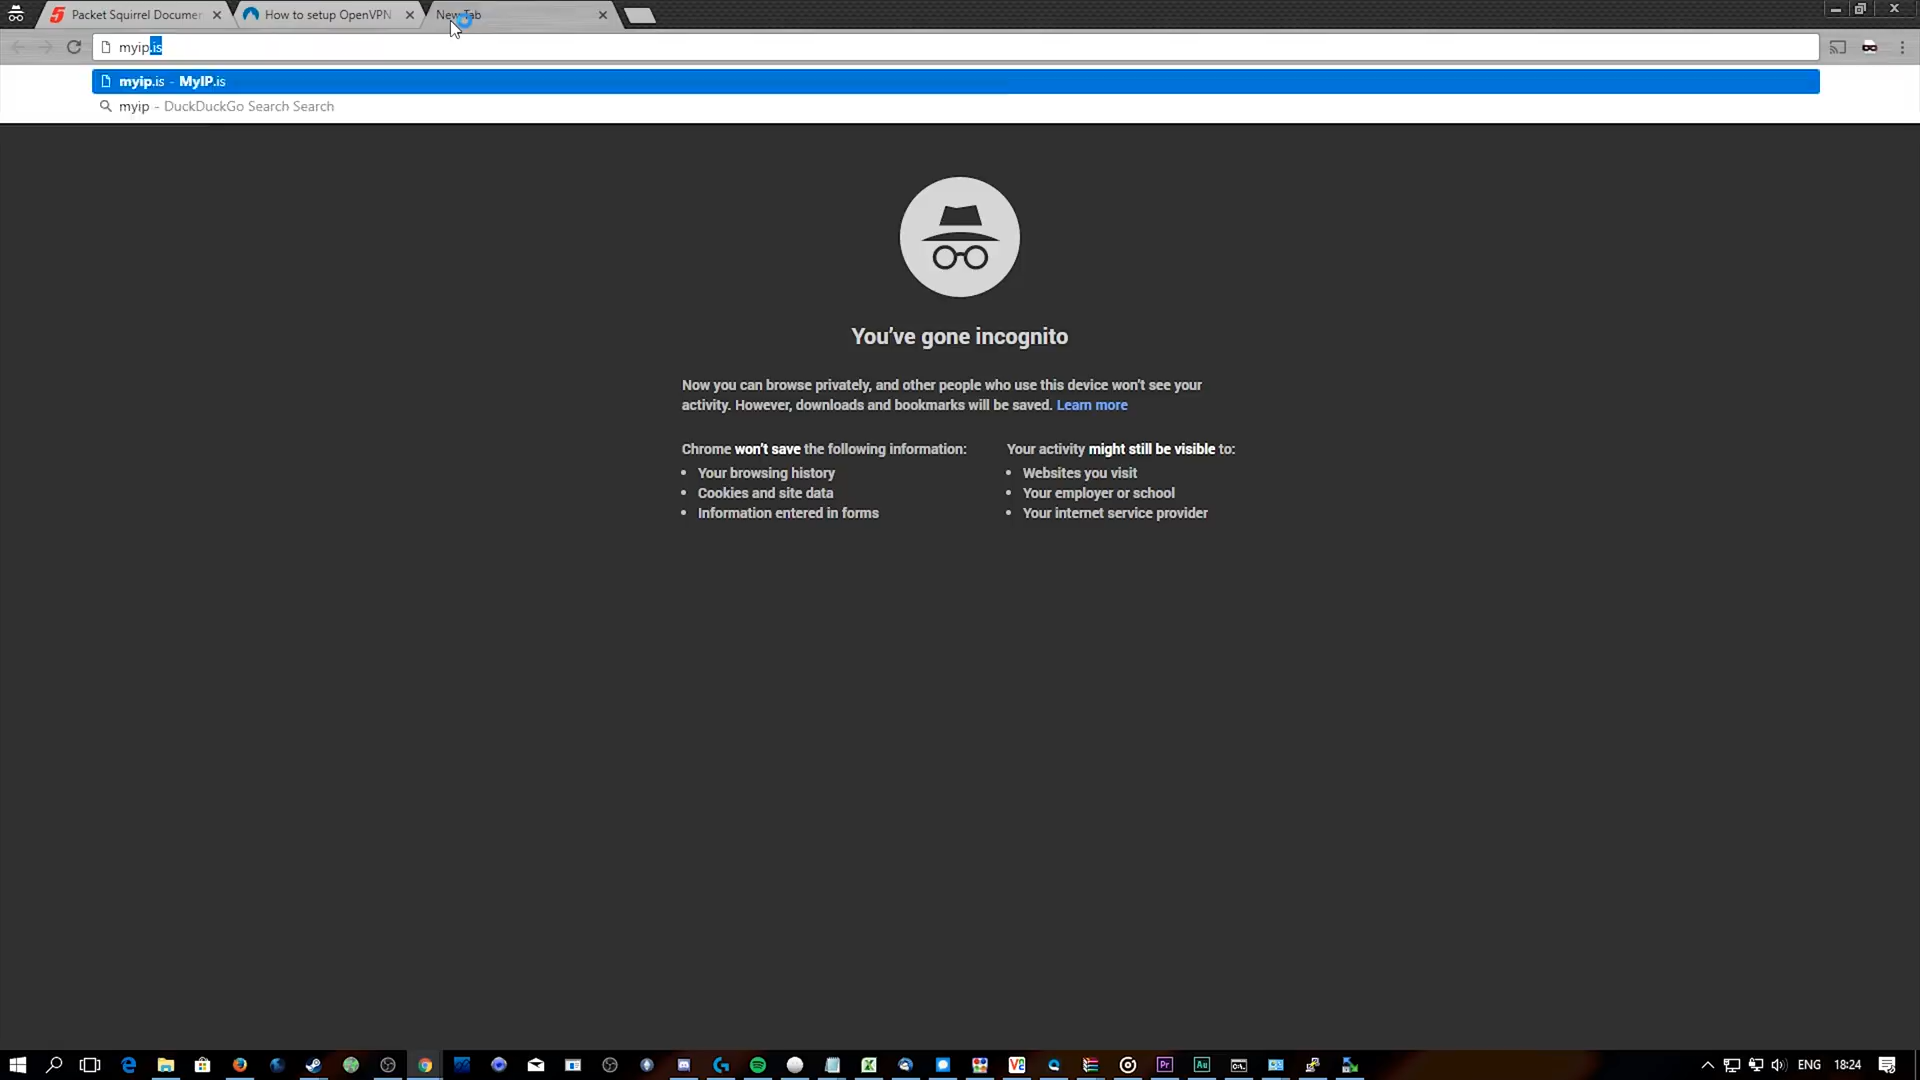 Packet Squirrel Documer
How to setup OpenVPN
New Tab
myip.is
myip.is - MyIP.is
myip - DuckDuckGo Search Search
You've gone incognito
Now you can browse privately, and other people who use this device won't see your
activity. However, downloads and bookmarks will be saved. Learn more
Chrome won't save the following information:
Your browsing history
Cookies and site data
Information entered in forms
Your activity might still be visible to:
Websites you visit
Your employer or school
Your internet service provider
ENG
18:24